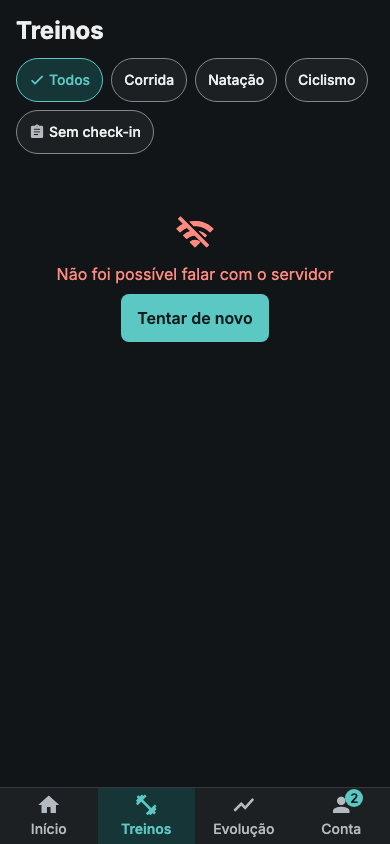 Treinos
Todos
Corrida
Natação
Ciclismo
Sem check-in
Não foi possível falar com o servidor
Tentar de novo
2
Início
Treinos
Evolução
Conta